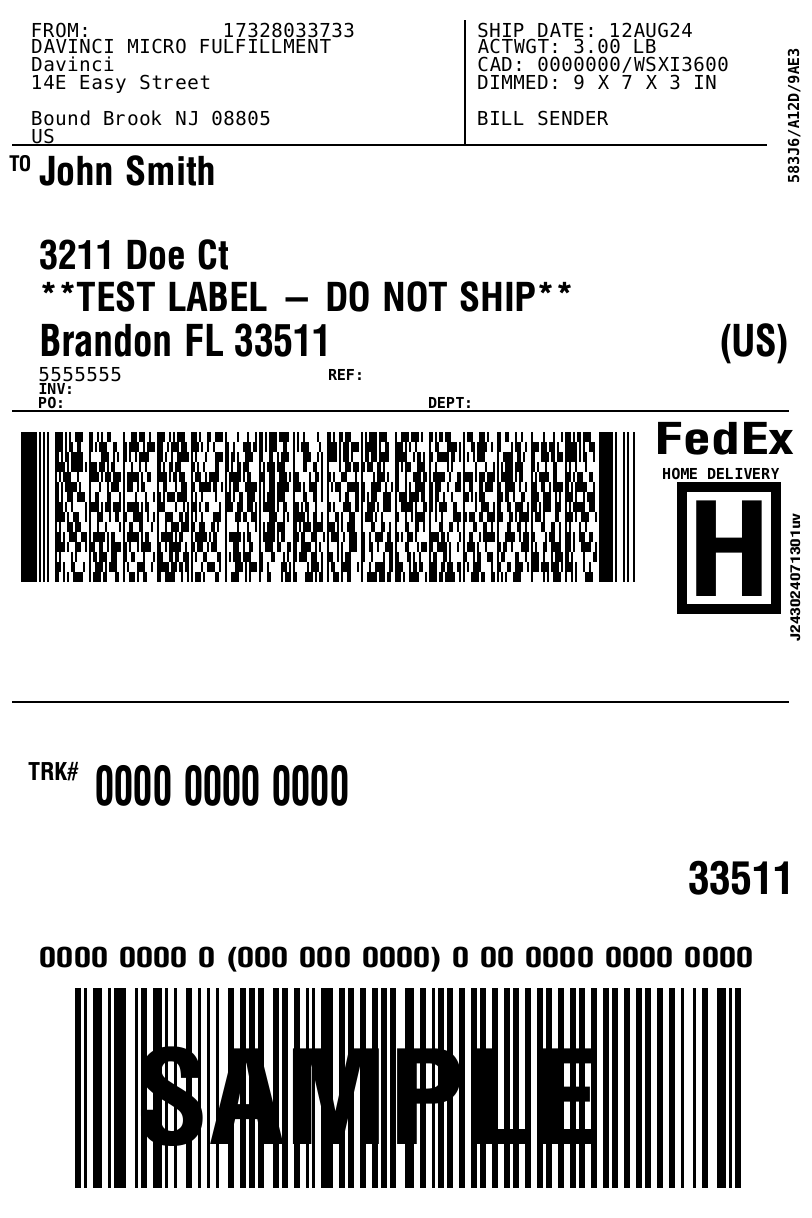 FROM: 17328033733
DAVINCI MICRO FULFILLMENT
Davinci
14E Easy Street
Bound Brook NJ 08805
US
SHIP DATE: 12AUG24
ACTWGT: 3.00 LB
CAD: 0000000/WSXI3600
DIMMED: 9 X 7 X 3 IN
BILL SENDER
583J6/A12D/9AE3
TO John Smith
3211 Doe Ct
**TEST LABEL – DO NOT SHIP**
Brandon FL 33511 (US)
5555555 REF:
INV:
PO: DEPT:
FedEx
HOME DELIVERY
H
J243024071301uv
TRK# 0000 0000 0000
33511
0000 0000 0 (000 000 0000) 0 00 0000 0000 0000
SAMPLE